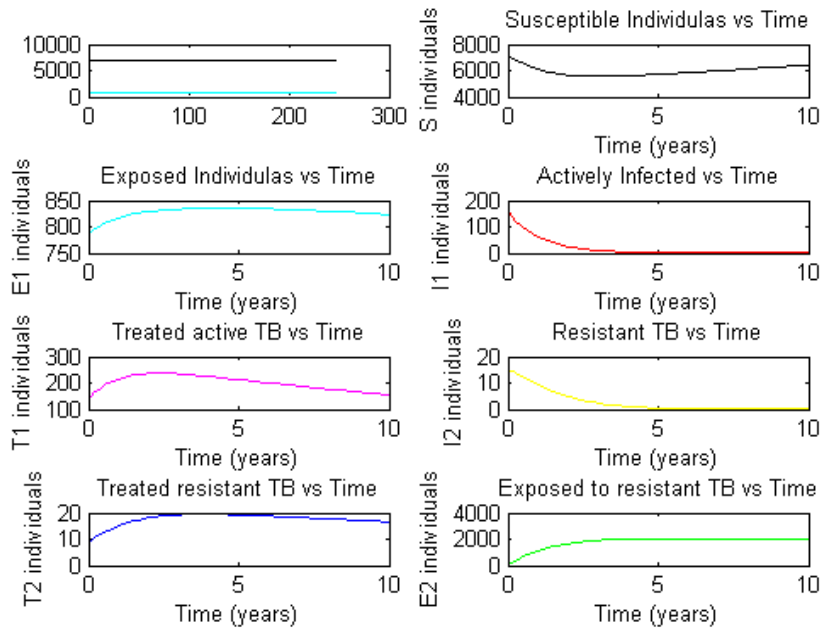 10000
5000
0
0 100 200 300
Susceptible Individulas vs Time
S individuals
8000
6000
4000
0 5 10
Time (years)
Exposed Individulas vs Time
E1 individuals
850
800
750
0 5 10
Time (years)
Actively Infected vs Time
I1 individuals
200
100
0
0 5 10
Time (years)
Treated active TB vs Time
T1 individuals
300
200
100
0 5 10
Time (years)
Resistant TB vs Time
I2 individuals
20
10
0
0 5 10
Time (years)
Treated resistant TB vs Time
T2 individuals
20
10
0
0 5 10
Time (years)
Exposed to resistant TB vs Time
E2 individuals
4000
2000
0
0 5 10
Time (years)